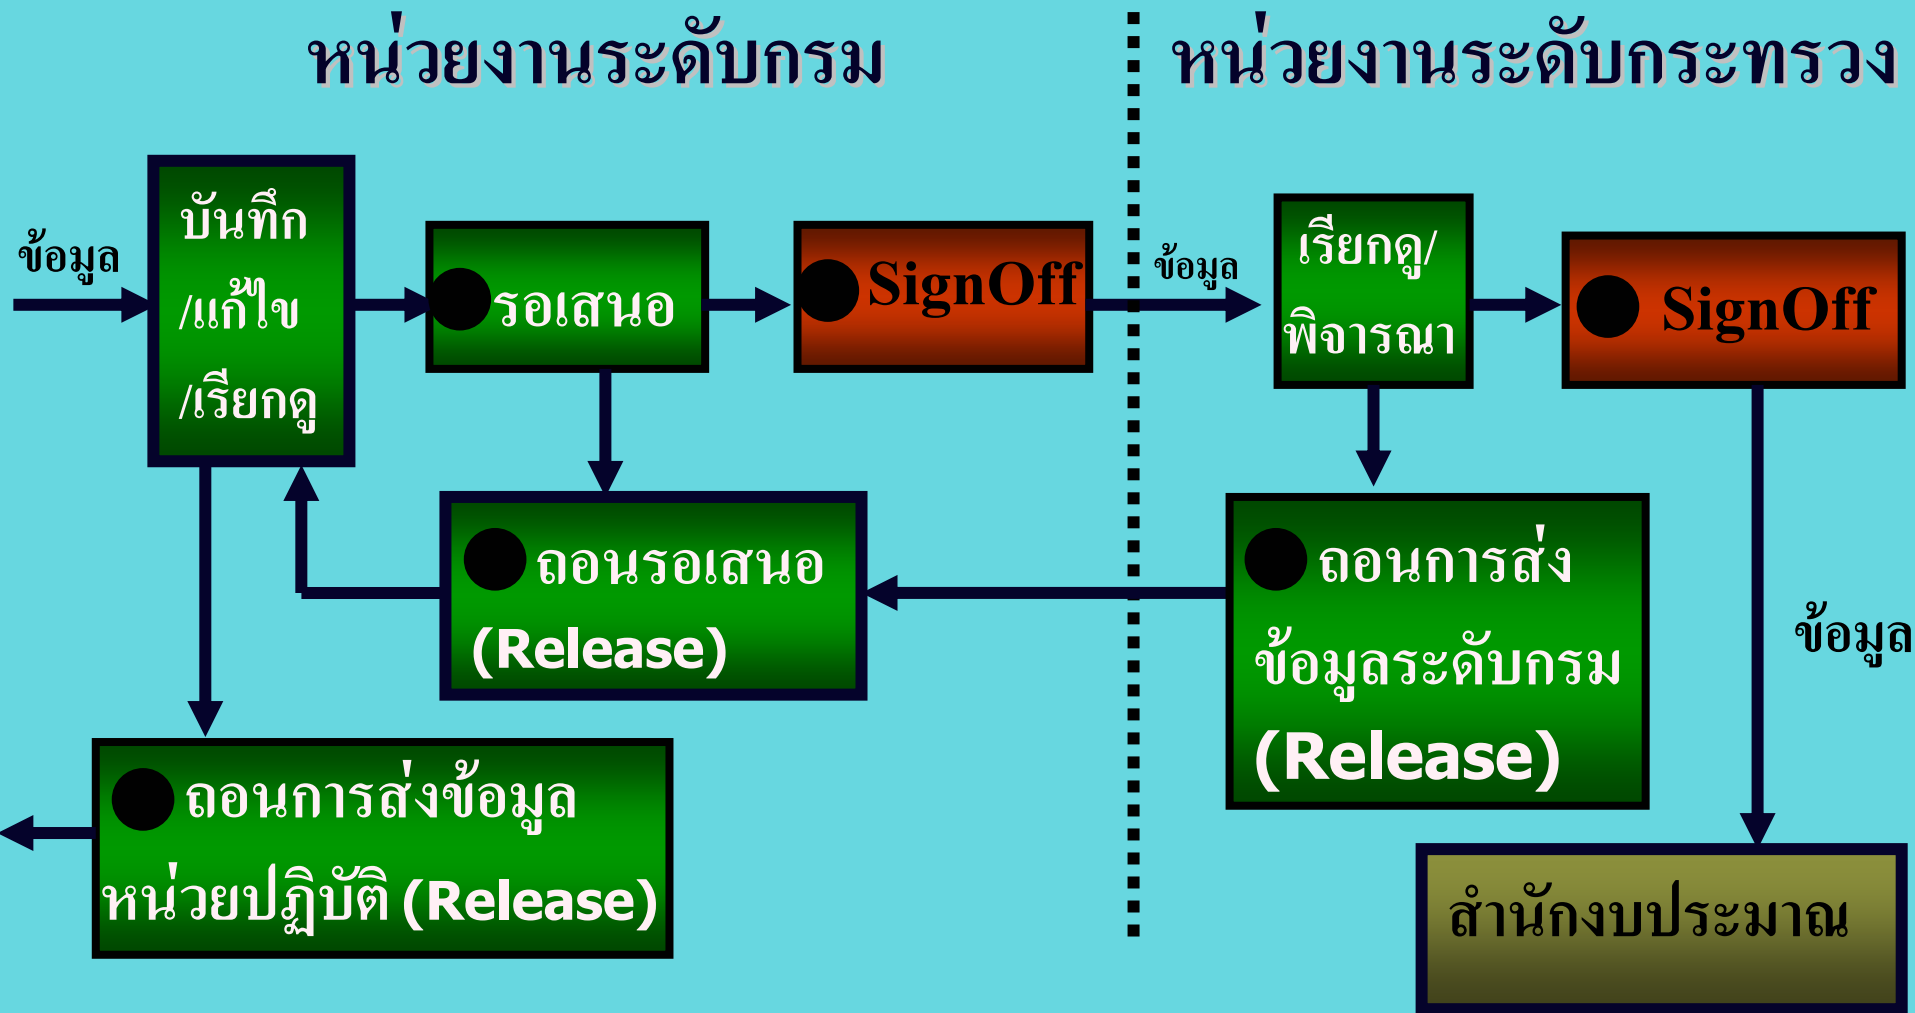 หน่วยงานระดับกรม
หน่วยงานระดับกระทรวง
ข้อมูล
บันทึก
/แก้ไข
/เรียกดู
รอเสนอ
SignOff
ข้อมูล
เรียกดู/
พิจารณา
SignOff
ถอนรอเสนอ
(Release)
ถอนการส่ง
ข้อมูลระดับกรม
(Release)
ข้อมูล
ถอนการส่งข้อมูล
หน่วยปฏิบัติ (Release)
สำนักงบประมาณ